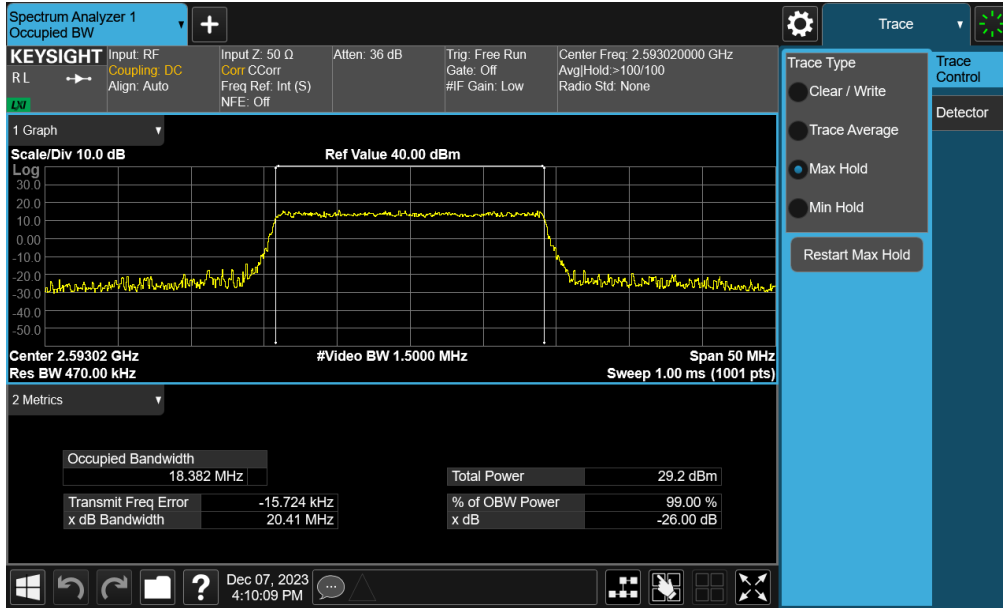 Spectrum Analyzer 1
Occupied BW
Trace
KEYSIGHT
RL
LXI
Input: RF
Coupling: DC
Align: Auto
Input Z: 50 Ω
Corr CCorr
Freq Ref: Int (S)
NFE: Off
Atten: 36 dB
Trig: Free Run
Gate: Off
#IF Gain: Low
Center Freq: 2.593020000 GHz
Avg|Hold:>100/100
Radio Std: None
Trace Type
Clear / Write
Trace Average
Max Hold
Min Hold
Restart Max Hold
Trace
Control
Detector
1 Graph
Scale/Div 10.0 dB
Ref Value 40.00 dBm
Log
30.0
20.0
10.0
0.00
-10.0
-20.0
-30.0
-40.0
-50.0
Center 2.59302 GHz
#Video BW 1.5000 MHz
Span 50 MHz
Res BW 470.00 kHz
Sweep 1.00 ms (1001 pts)
2 Metrics
Occupied Bandwidth
18.382 MHz
Total Power 29.2 dBm
Transmit Freq Error -15.724 kHz
% of OBW Power 99.00 %
x dB Bandwidth 20.41 MHz
x dB -26.00 dB
?
Dec 07, 2023
4:10:09 PM